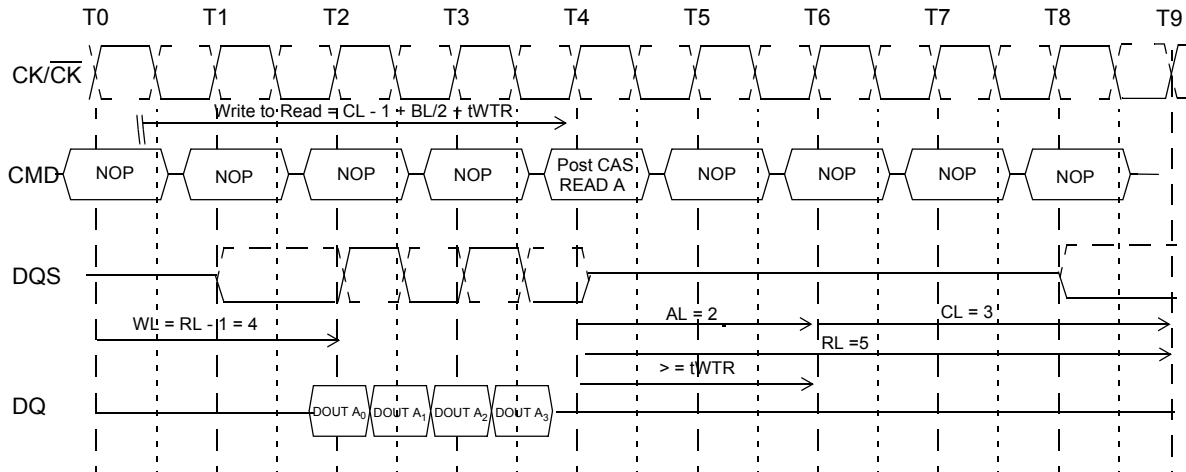 T0 T1 T2 T3 T4 T5 T6 T7 T8 T9
CK/CK
Write to Read = CL - 1 + BL/2 + tWTR
CMD NOP NOP NOP NOP Post CAS READ A NOP NOP NOP NOP
DQS
WL = RL - 1 = 4
AL = 2
CL = 3
RL =5
> = tWTR
DQ DOUT A0 DOUT A1 DOUT A2 DOUT A3